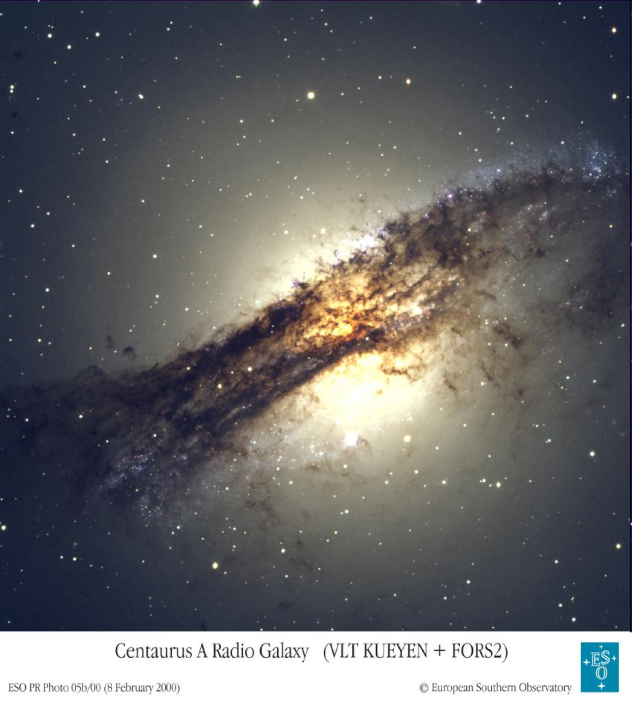 Centaurus A Radio Galaxy (VLT KUEYEN + FORS2)
ESO PR Photo 05b/00 (8 February 2000)
© European Southern Observatory
ESO